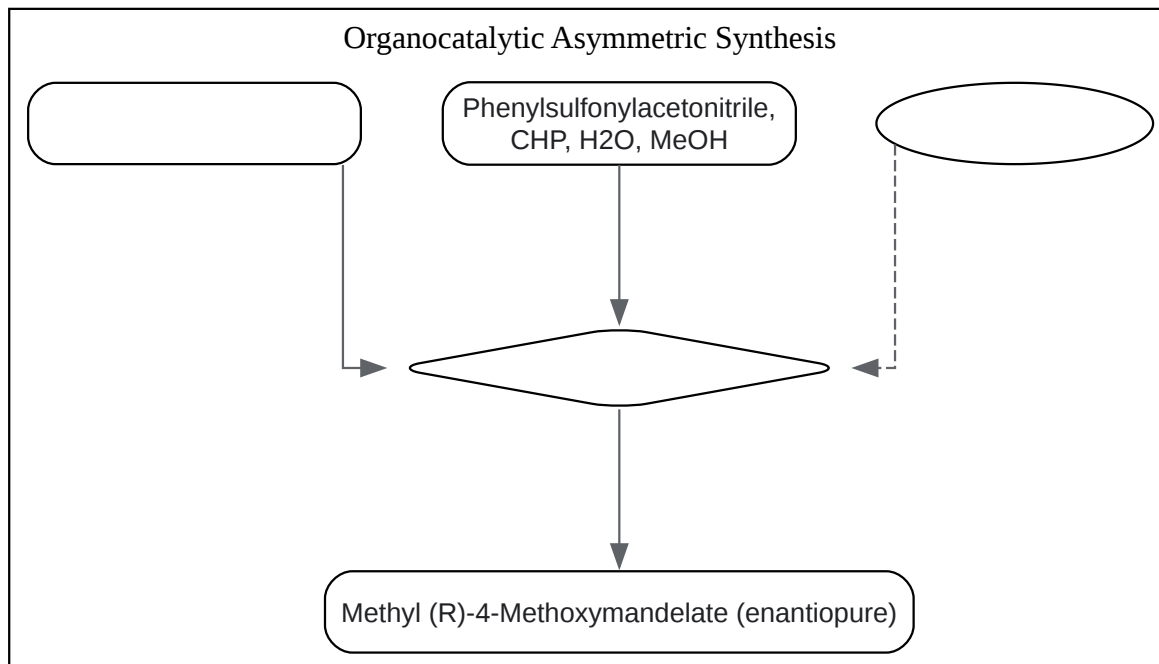 Organocatalytic Asymmetric Synthesis
Phenylsulfonylacetonitrile,
CHP, H2O, MeOH
Methyl (R)-4-Methoxymandelate (enantiopure)